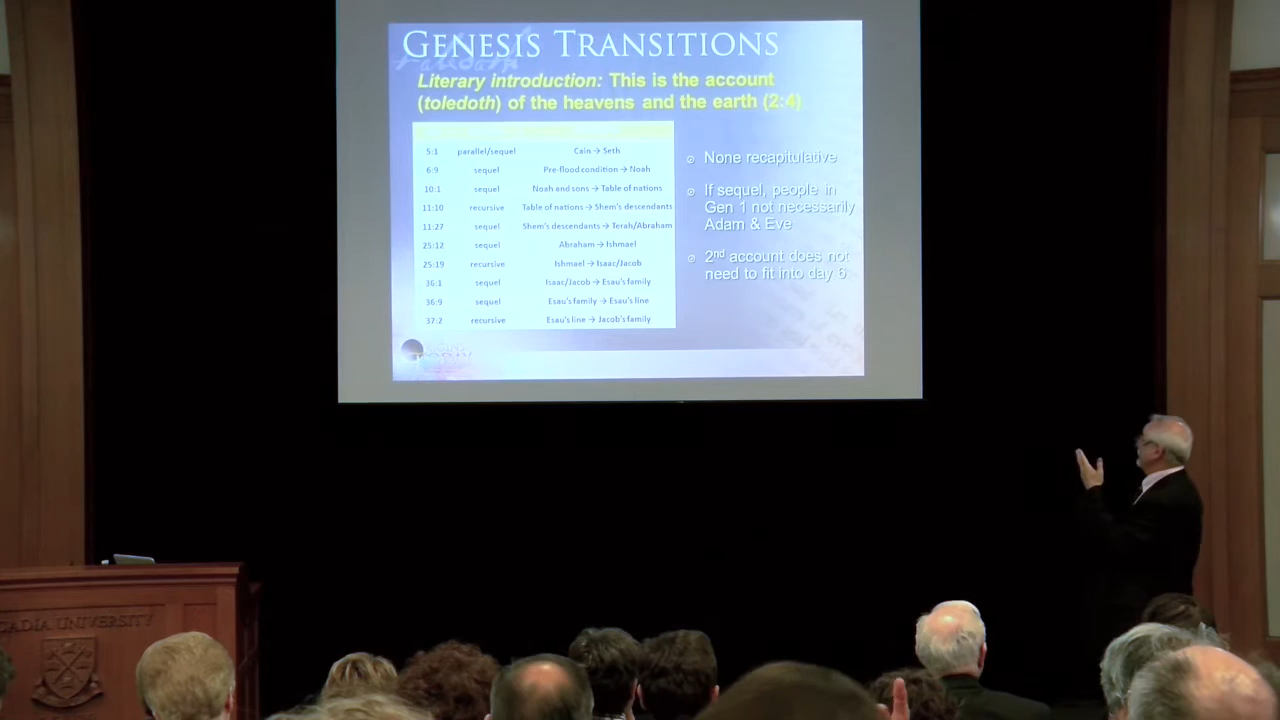 GENESIS TRANSITIONS
Literary introduction: This is the account
(toledoth) of the heavens and the earth (2:4)
5:1 parallel/sequel Cain → Seth
6:9 sequel Pre-flood condition → Noah
10:1 sequel Noah and sons → Table of nations
11:10 recursive Table of nations → Shem's descendants
11:27 sequel Shem's descendants → Terah/Abraham
25:12 sequel Abraham → Ishmael
25:19 recursive Ishmael → Isaac/Jacob
36:1 sequel Isaac/Jacob → Esau's family
36:9 sequel Esau's family → Esau's line
37:2 recursive Esau's line → Jacob's family
None recapitulative
If sequel, people in
Gen 1 not necessarily
Adam & Eve
2nd account does not
need to fit into day 6
TODAY
CADIA UNIVERSITY